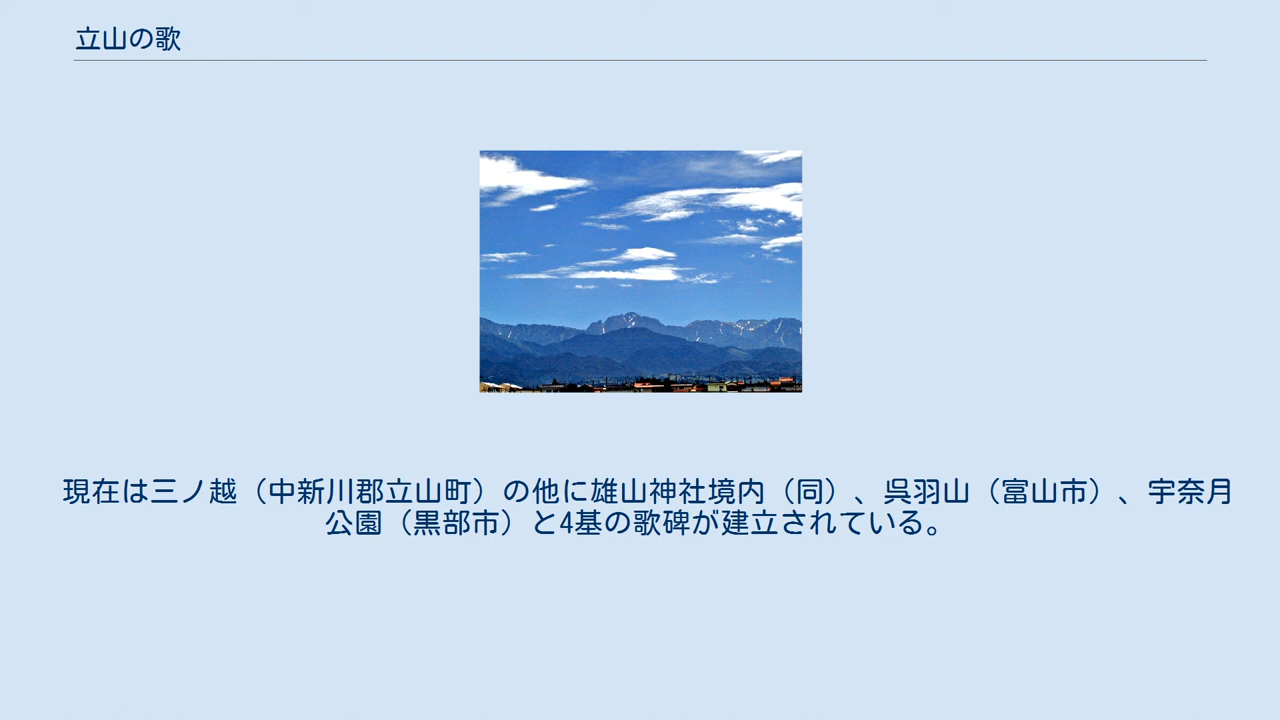 立山の歌
現在は三ノ越（中新川郡立山町）の他に雄山神社境内（同）、呉羽山（富山市）、宇奈月
公園（黒部市）と4基の歌碑が建立されている。